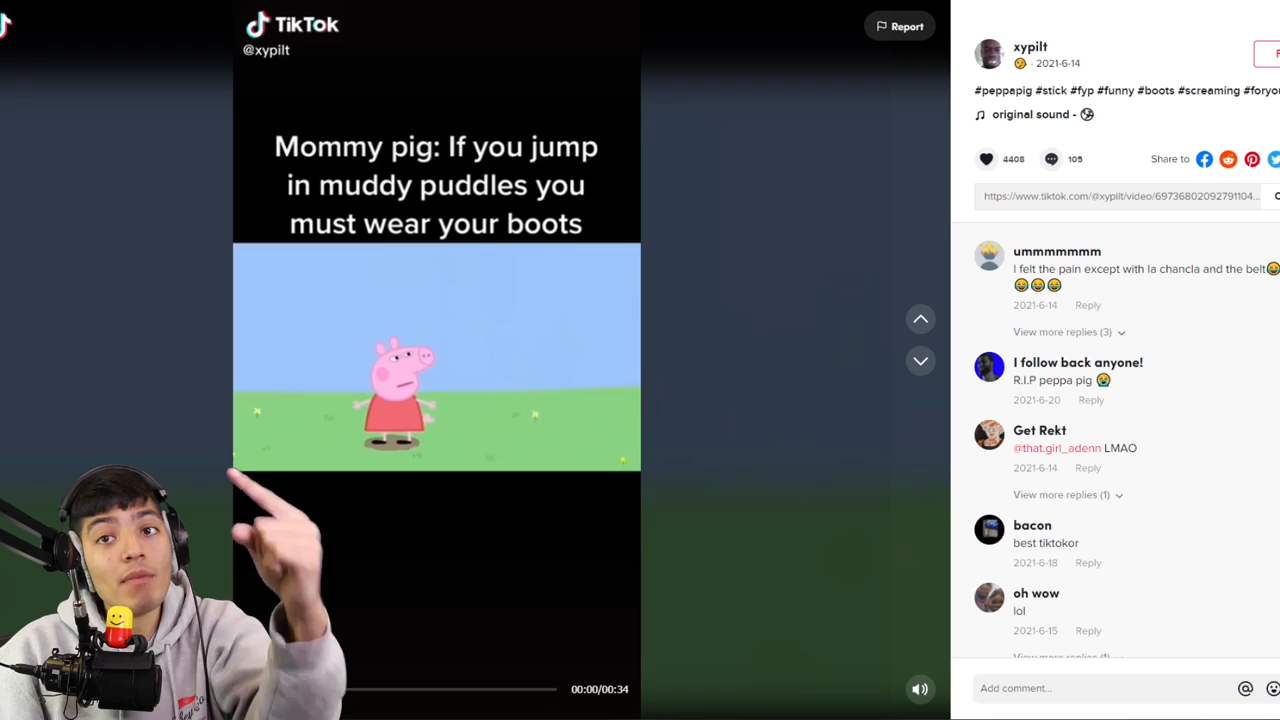 TikTok
@xypilt
Report
Mommy pig: If you jump
in muddy puddles you
must wear your boots
00:00/00:34
xypilt
· 2021-6-14
#peppapig #stick #fyp #funny #boots #screaming #foryou
original sound -
4408
105
Share to
https://www.tiktok.com/@xypilt/video/69736802092791104...
ummmmmmm
I felt the pain except with la chancla and the belt😂
😂😂😂
2021-6-14 Reply
View more replies (3)
I follow back anyone!
R.I.P peppa pig 😭
2021-6-20 Reply
Get Rekt
@that.girl_adenn LMAO
2021-6-14 Reply
View more replies (1)
bacon
best tiktokor
2021-6-18 Reply
oh wow
lol
2021-6-15 Reply
View more replies (1)
Add comment...